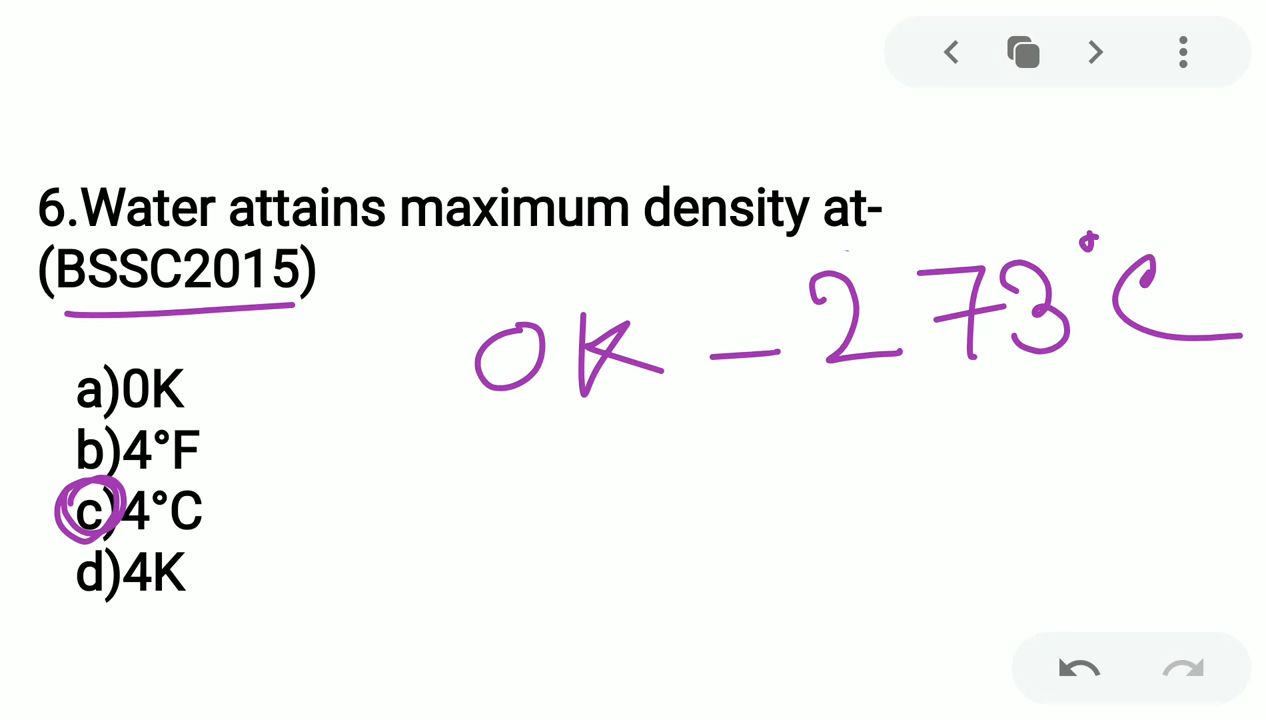 6.Water attains maximum density at-
(BSSC2015)
0K - 273°C
a)0K
b)4°F
c)4°C
d)4K